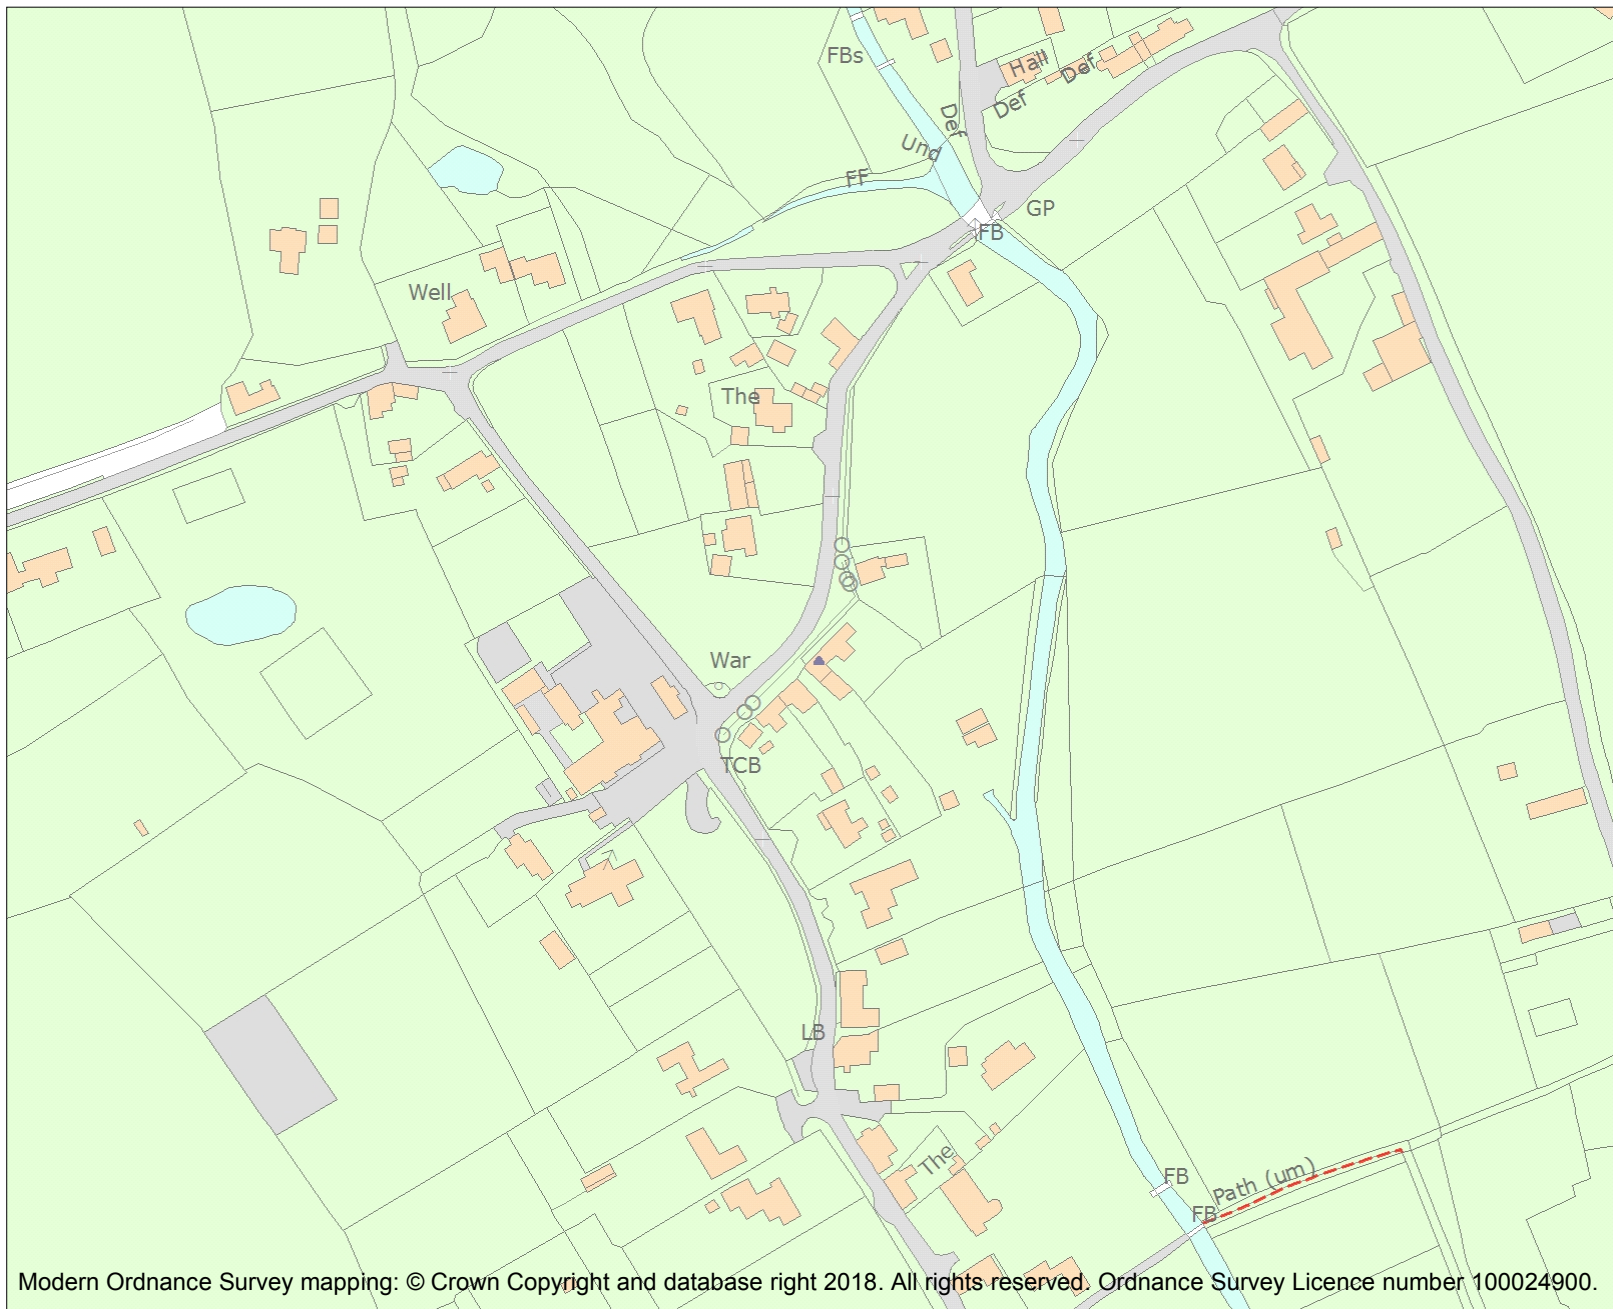 FBs
Hall
Def
Def
Def
Und
FF
GP
FB
Well
The
War
TCB
LB
The
FB
Path (um)
FB
Modern Ordnance Survey mapping: © Crown Copyright and database right 2018. All rights reserved. Ordnance Survey Licence number 100024900.